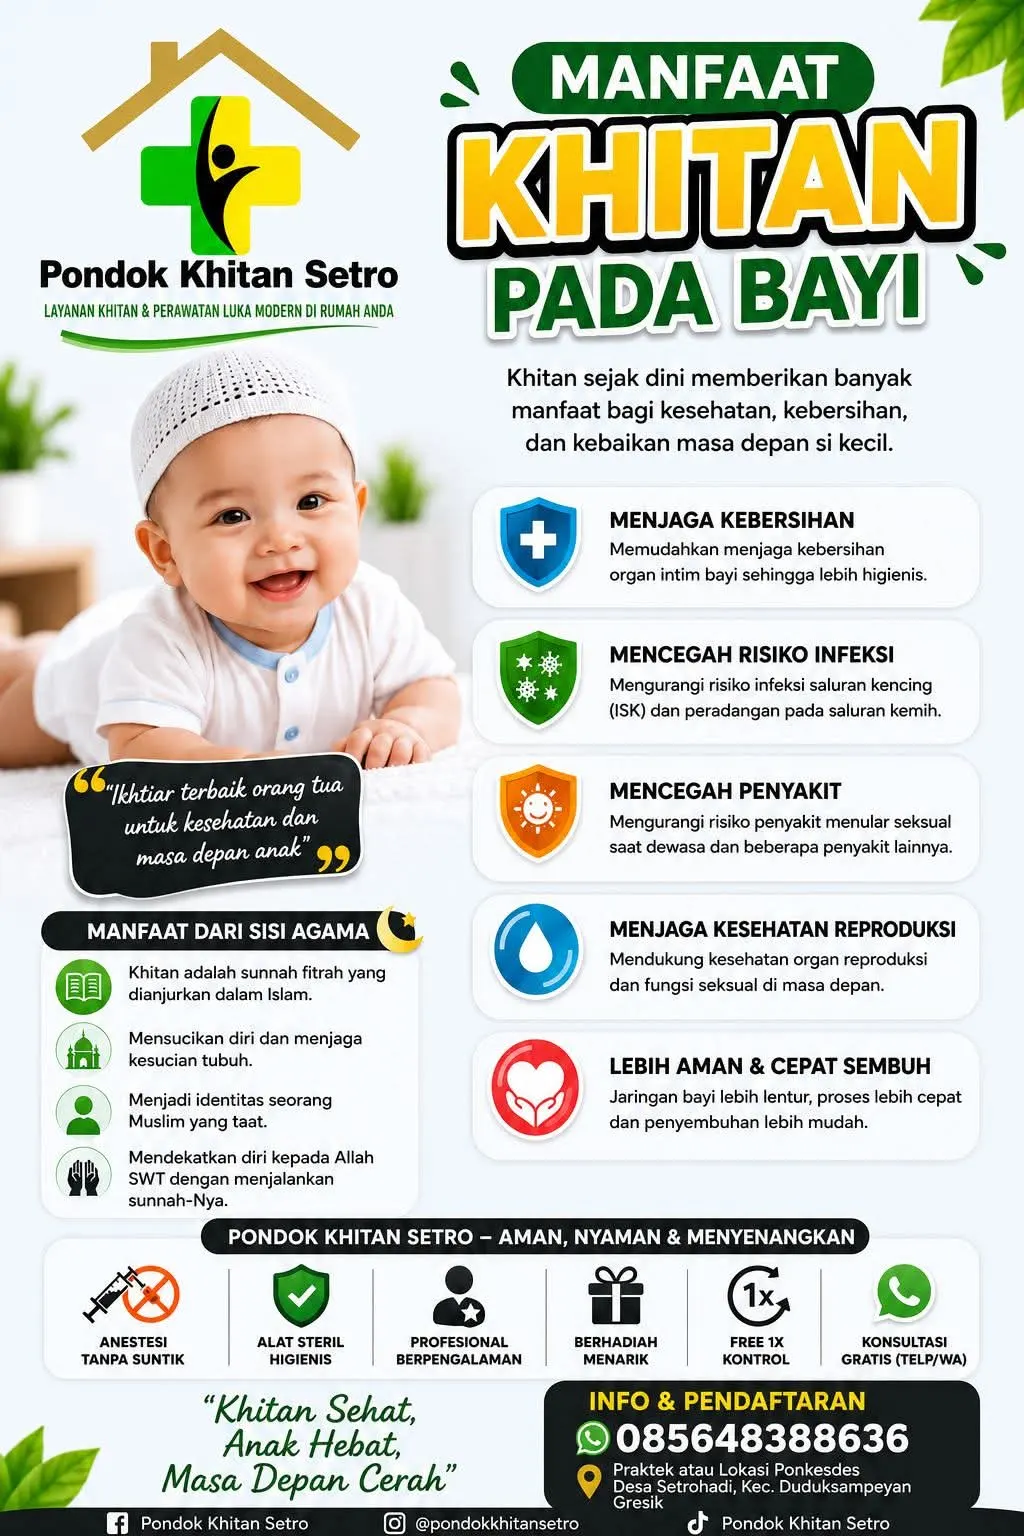 Pondok Khitan Setro
LAYANAN KHITAN & PERAWATAN LUKA MODERN DI RUMAH ANDA
MANFAAT
KHITAN
PADA BAYI
Khitan sejak dini memberikan banyak
manfaat bagi kesehatan, kebersihan,
dan kebaikan masa depan si kecil.
MENJAGA KEBERSIHAN
Memudahkan menjaga kebersihan
organ intim bayi sehingga lebih higienis.
MENCEGAH RISIKO INFEKSI
Mengurangi risiko infeksi saluran kencing
(ISK) dan peradangan pada saluran kemih.
MENCEGAH PENYAKIT
Mengurangi risiko penyakit menular seksual
saat dewasa dan beberapa penyakit lainnya.
MENJAGA KESEHATAN REPRODUKSI
Mendukung kesehatan organ reproduksi
dan fungsi seksual di masa depan.
LEBIH AMAN & CEPAT SEMBUH
Jaringan bayi lebih lentur, proses lebih cepat
dan penyembuhan lebih mudah.
"Ikhtiar terbaik orang tua
untuk kesehatan dan
masa depan anak"
MANFAAT DARI SISI AGAMA
Khitan adalah sunnah fitrah yang
dianjurkan dalam Islam.
Mensucikan diri dan menjaga
kesucian tubuh.
Menjadi identitas seorang
Muslim yang taat.
Mendekatkan diri kepada Allah
SWT dengan menjalankan
sunnah-Nya.
PONDOK KHITAN SETRO – AMAN, NYAMAN & MENYENANGKAN
ANESTESI
TANPA SUNTIK
ALAT STERIL
HIGIENIS
PROFESIONAL
BERPENGALAMAN
BERHADIAH
MENARIK
1x
FREE 1X
KONTROL
KONSULTASI
GRATIS (TELP/WA)
"Khitan Sehat,
Anak Hebat,
Masa Depan Cerah"
INFO & PENDAFTARAN
085648388636
Praktek atau Lokasi Ponkesdes
Desa Setrohadi, Kec. Duduksampeyan
Gresik
Pondok Khitan Setro
@pondokkhitansetro
Pondok Khitan Setro